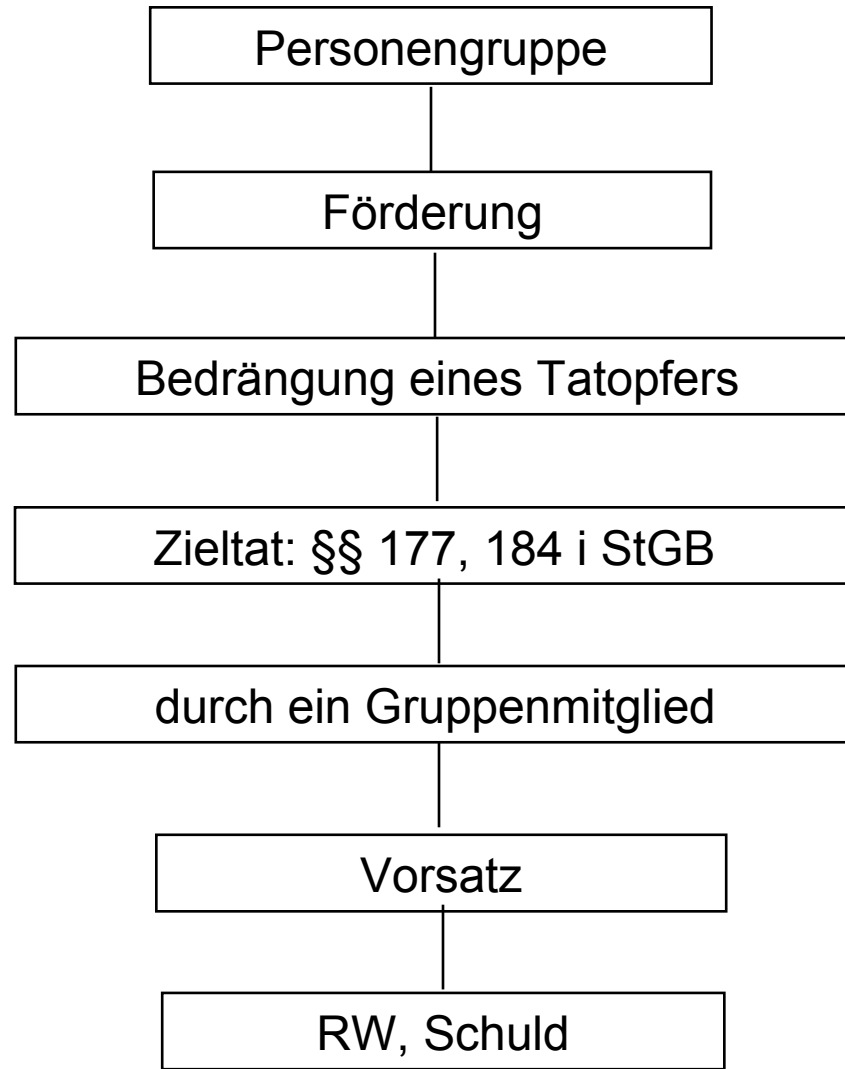 Personengruppe
Förderung
Bedrängung eines Tatopfers
Zieltat: §§ 177, 184 i StGB
durch ein Gruppenmitglied
Vorsatz
RW, Schuld